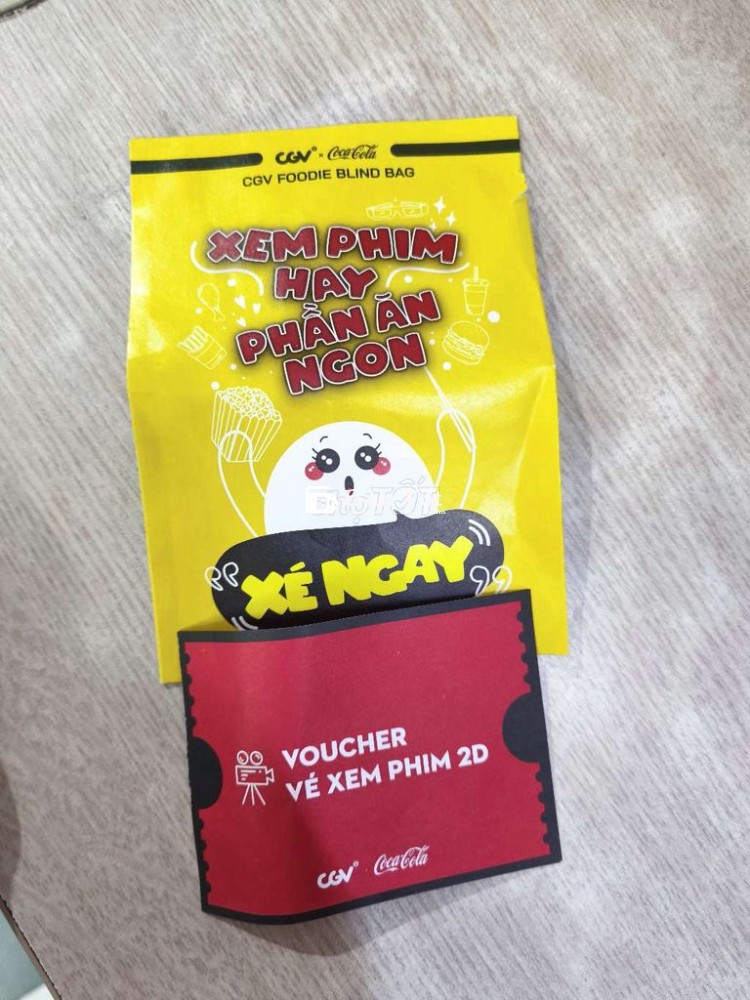 CGV × Coca-Cola
CGV FOODIE BLIND BAG
XEM PHIM
HAY
PHẦN ĂN
NGON
XÉ NGAY
VOUCHER
VÉ XEM PHIM 2D
CGV Coca-Cola